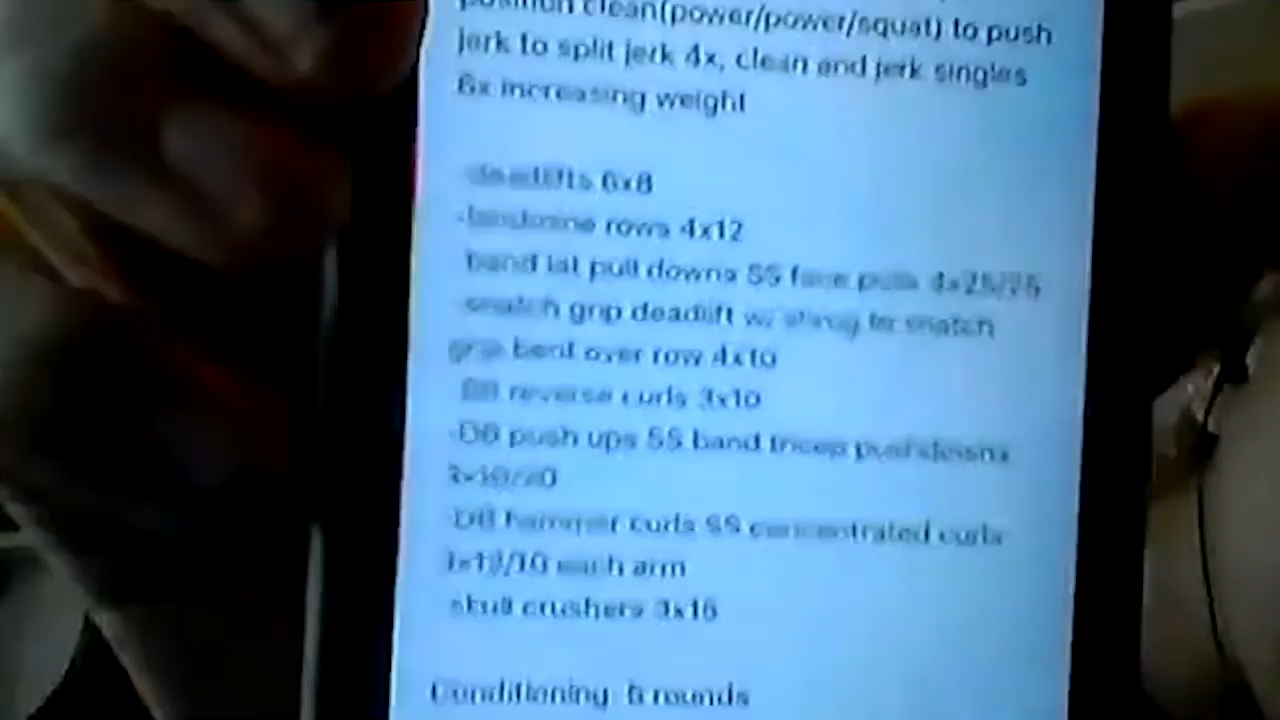 position clean(power/power/squat) to push
jerk to split jerk 4x, clean and jerk singles
6x increasing weight
-deadlifts 6x8
-landmine rows 4x12
band lat pull downs SS face pulls 4x25/25
snatch grip deadlift w/ shrug to snatch
grip bent over row 4x10
reverse curls 3x10
-DB push ups SS band tricep pushdowns
-DB hammer curls SS concentrated curls
each arm
skull crushers
Conditioning rounds